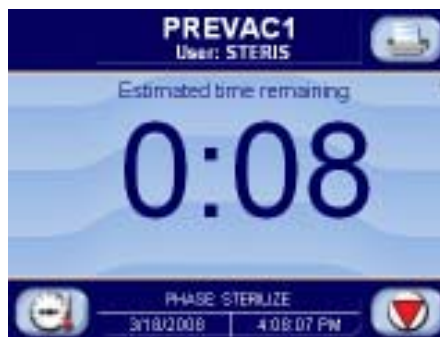 PREVAC1
User: STERIS
Estimated time remaining
0:08
PHASE: STERILIZE
3/18/2008 4:08:07 PM